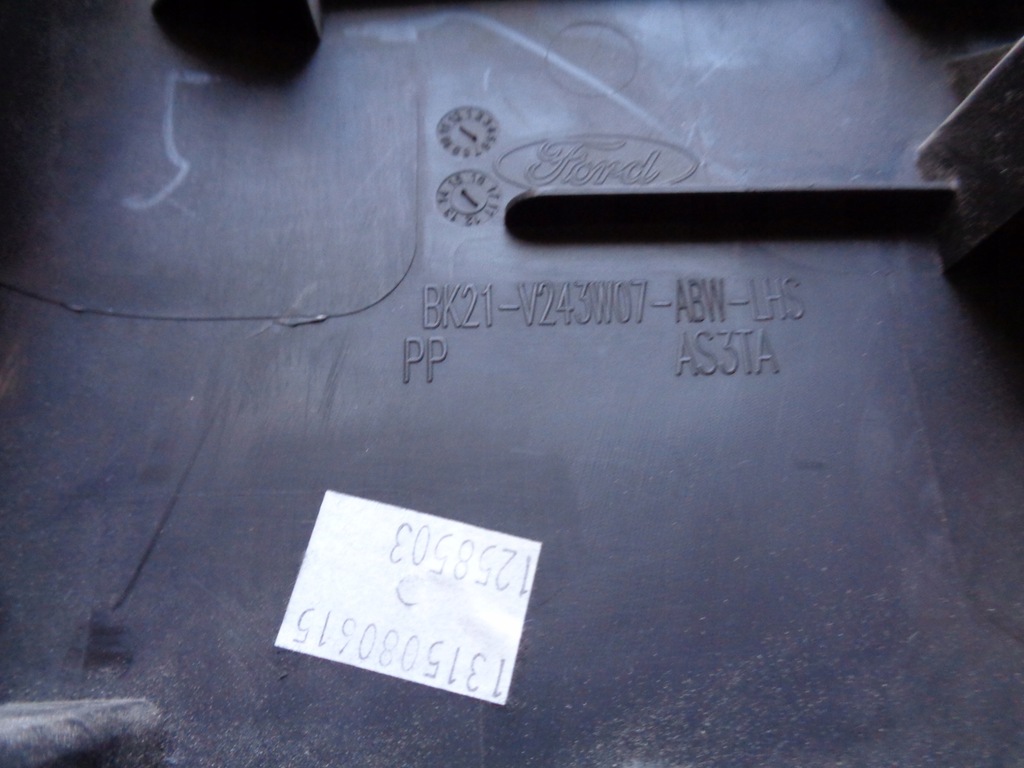 Ford
BK21-V243W07-ABW-LHS
PP AS3TA
1315080615
1258503